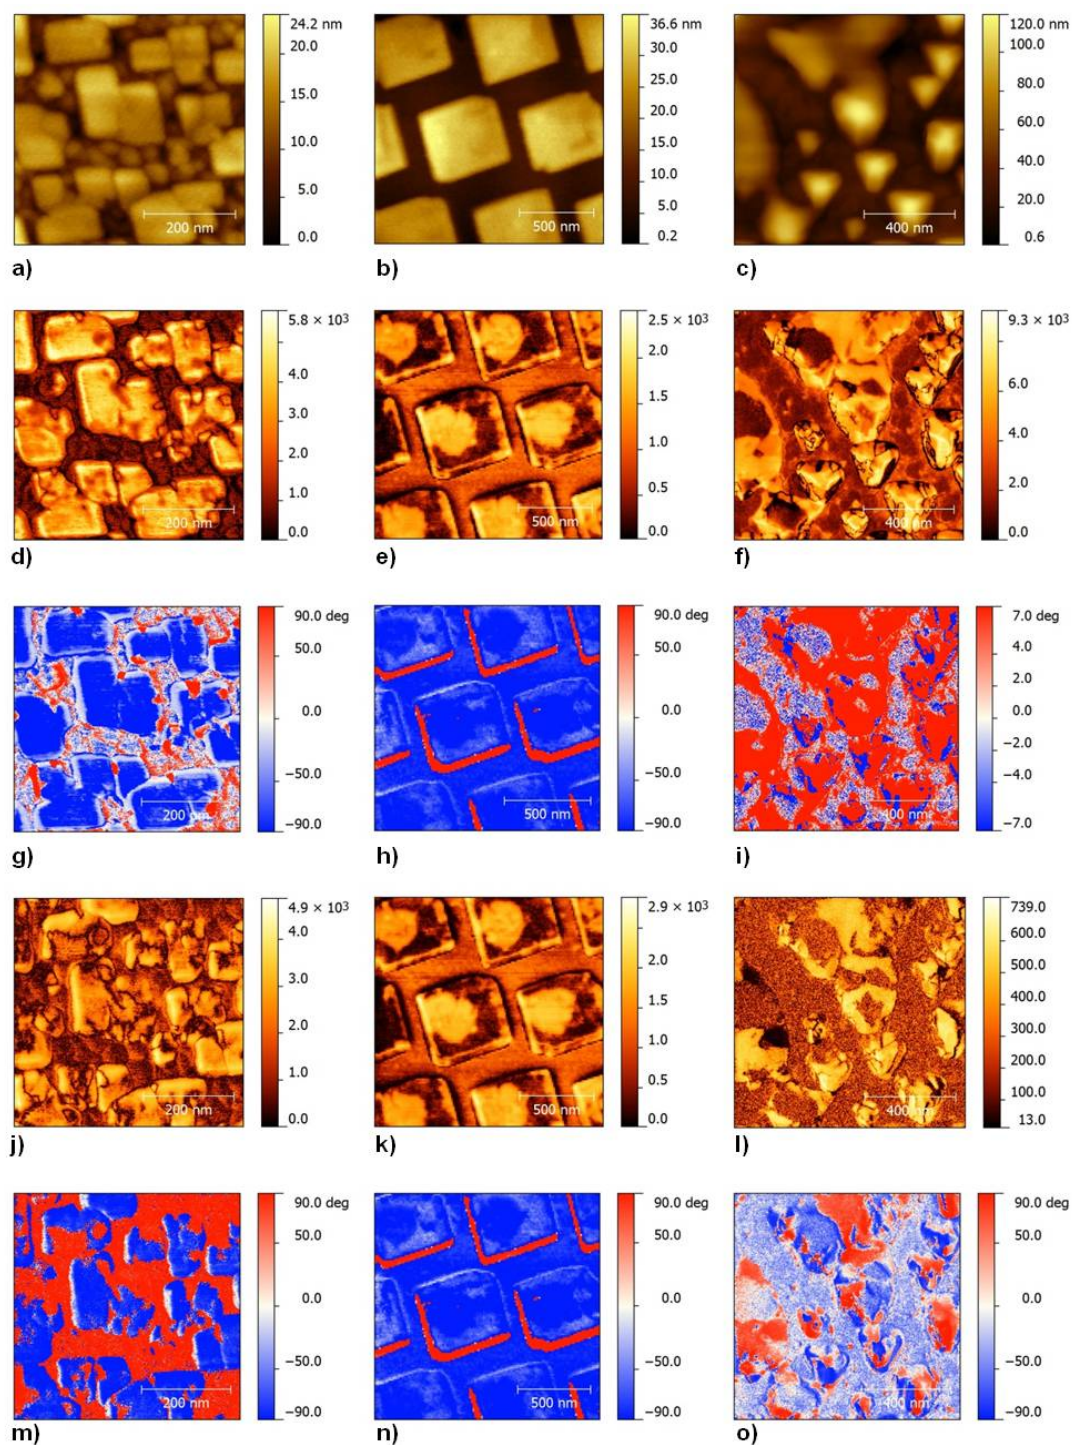 24.2 nm
20.0
15.0
10.0
5.0
0.0
200 nm
a)
36.6 nm
35.0
30.0
25.0
20.0
15.0
10.0
5.0
0.2
500 nm
b)
120.0 nm
100.0
80.0
60.0
40.0
20.0
0.6
400 nm
c)
5.8 × 10³
4.0
3.0
2.0
1.0
0.0
200 nm
d)
2.5 × 10³
2.0
1.5
1.0
0.5
0.0
500 nm
e)
9.3 × 10³
6.0
4.0
2.0
0.0
400 nm
f)
90.0 deg
50.0
0.0
−50.0
−90.0
200 nm
g)
90.0 deg
50.0
0.0
−50.0
−90.0
500 nm
h)
7.0 deg
4.0
2.0
0.0
−2.0
−4.0
−7.0
400 nm
i)
4.9 × 10³
4.0
3.0
2.0
1.0
0.0
200 nm
j)
2.9 × 10³
2.0
1.5
1.0
0.5
0.0
500 nm
k)
739.0
600.0
500.0
400.0
300.0
200.0
100.0
13.0
400 nm
l)
90.0 deg
50.0
0.0
−50.0
−90.0
200 nm
m)
90.0 deg
50.0
0.0
−50.0
−90.0
500 nm
n)
90.0 deg
50.0
0.0
−50.0
−90.0
400 nm
o)